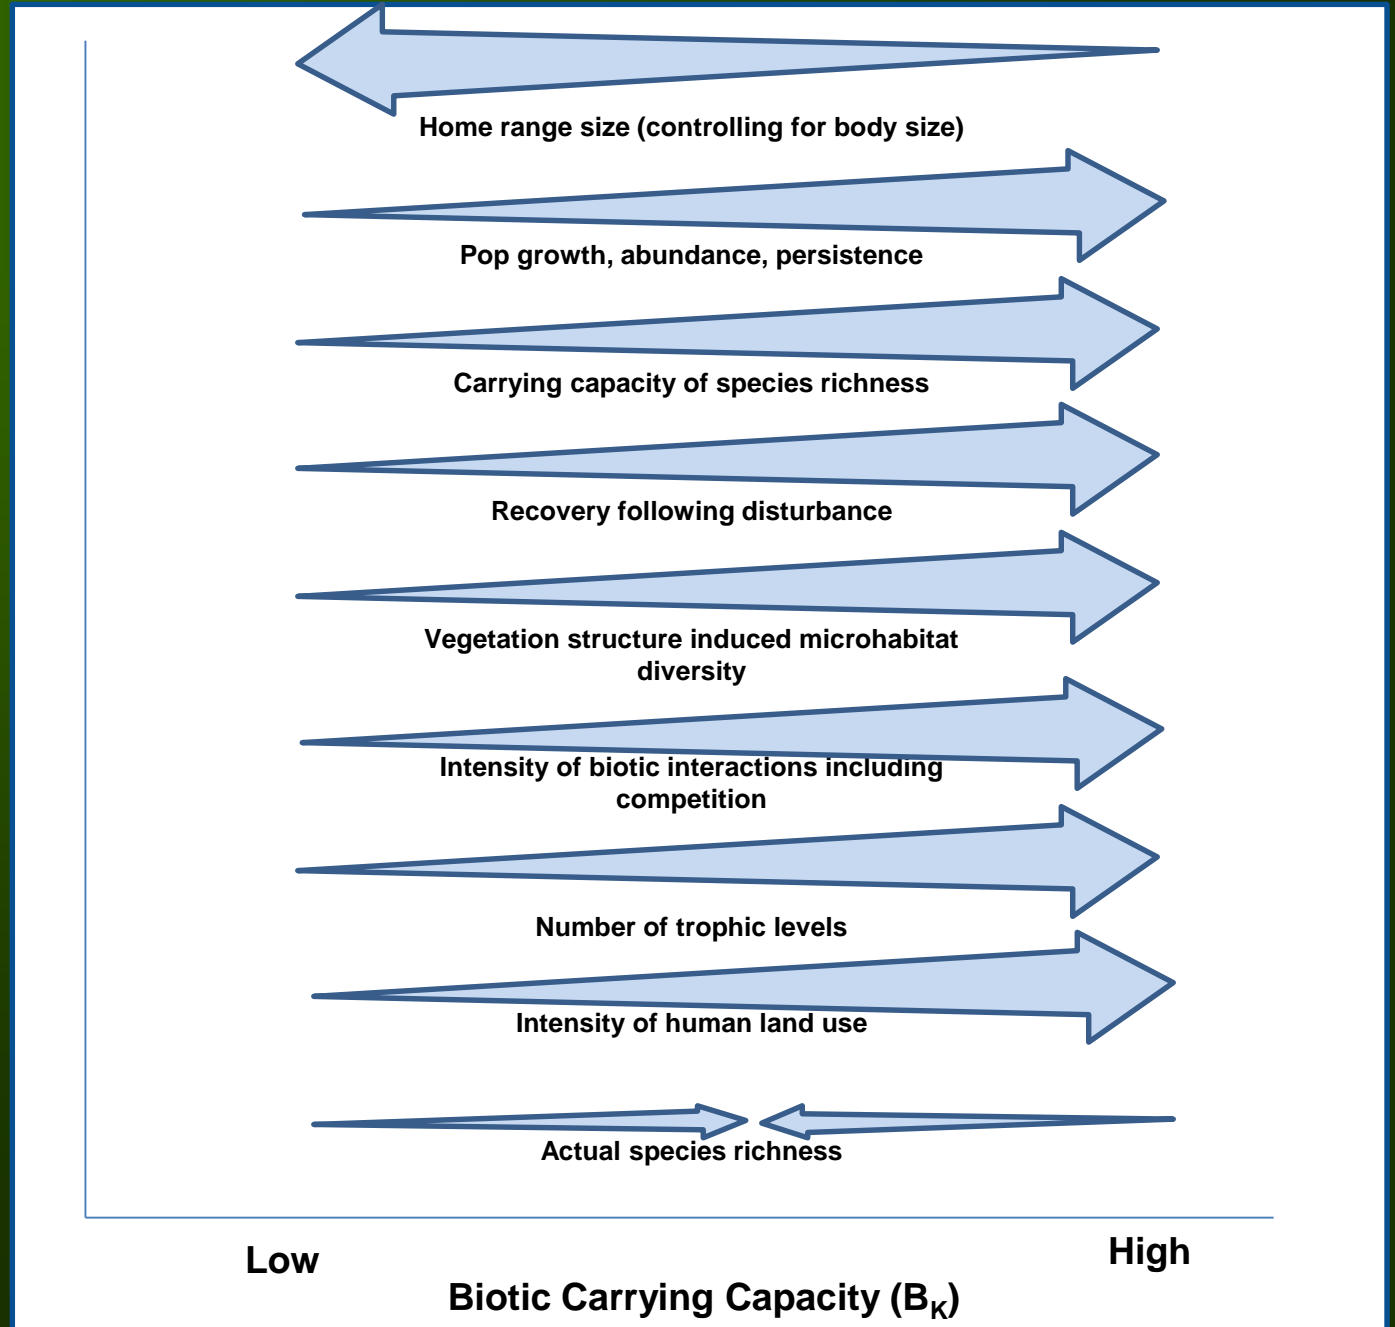 Home range size (controlling for body size)
Pop growth, abundance, persistence
Carrying capacity of species richness
Recovery following disturbance
Vegetation structure induced microhabitat
diversity
Intensity of biotic interactions including
competition
Number of trophic levels
Intensity of human land use
Actual species richness
Low
High
Biotic Carrying Capacity (B_K)